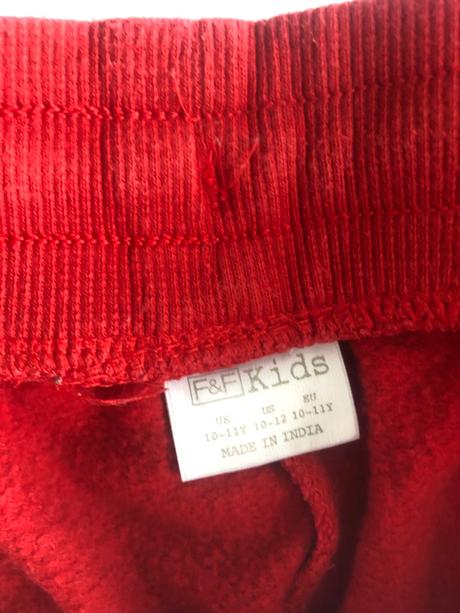 F&F Kids
UK US EU
10-11Y 10-12 10-11Y
MADE IN INDIA